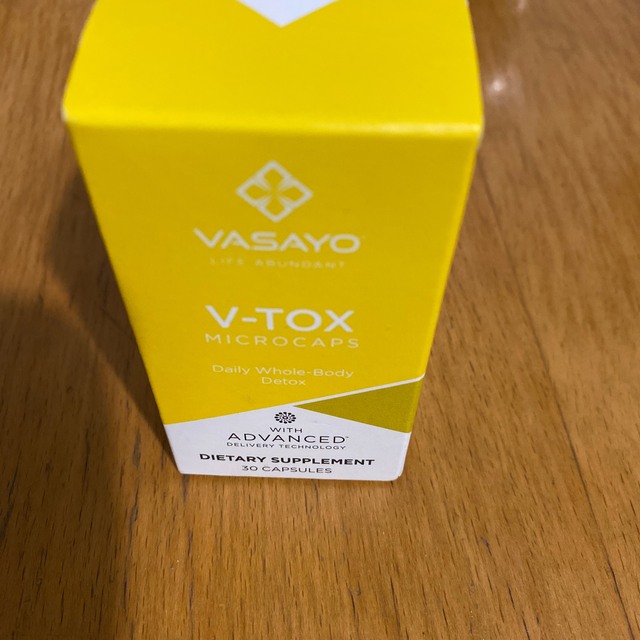 VASAYO
LIFE ABUNDANT
V-TOX
MICROCAPS
Daily Whole-Body
Detox
WITH
ADVANCED
DELIVERY TECHNOLOGY
DIETARY SUPPLEMENT
30 CAPSULES